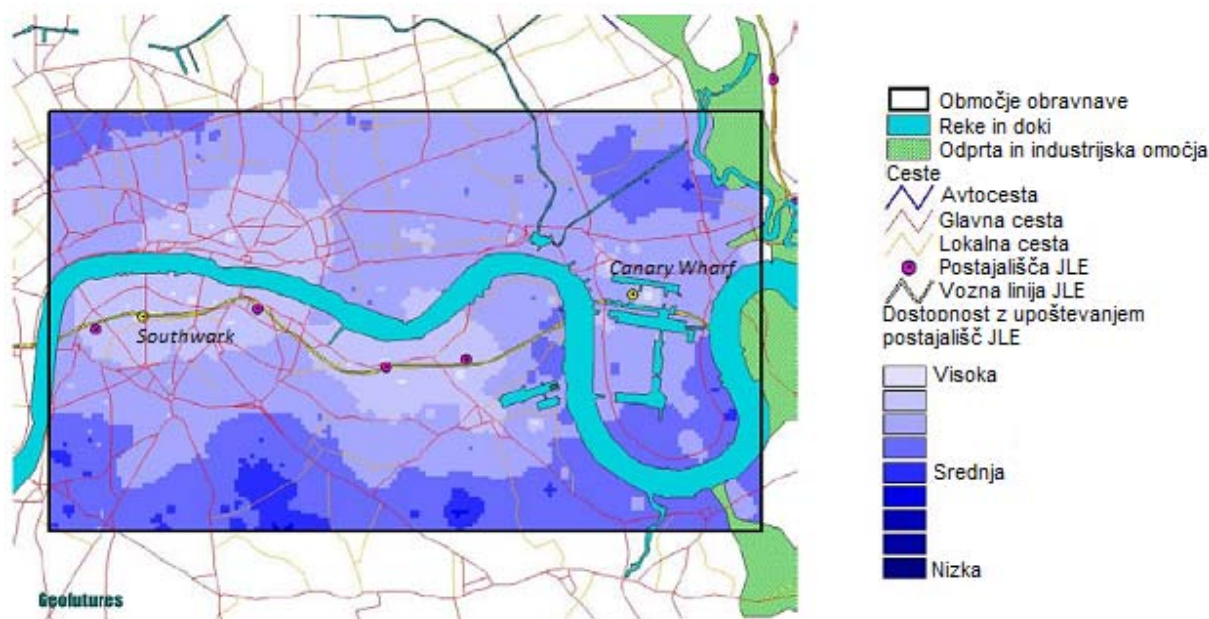 Canary Wharf
Southwark
Geofutures
Območje obravnave
Reke in doki
Odprta in industrijska omočja
Ceste
Avtocesta
Glavna cesta
Lokalna cesta
Postajališča JLE
Vozna linija JLE
Dostopnost z upoštevanjem
postajališč JLE
Visoka
Srednja
Nizka